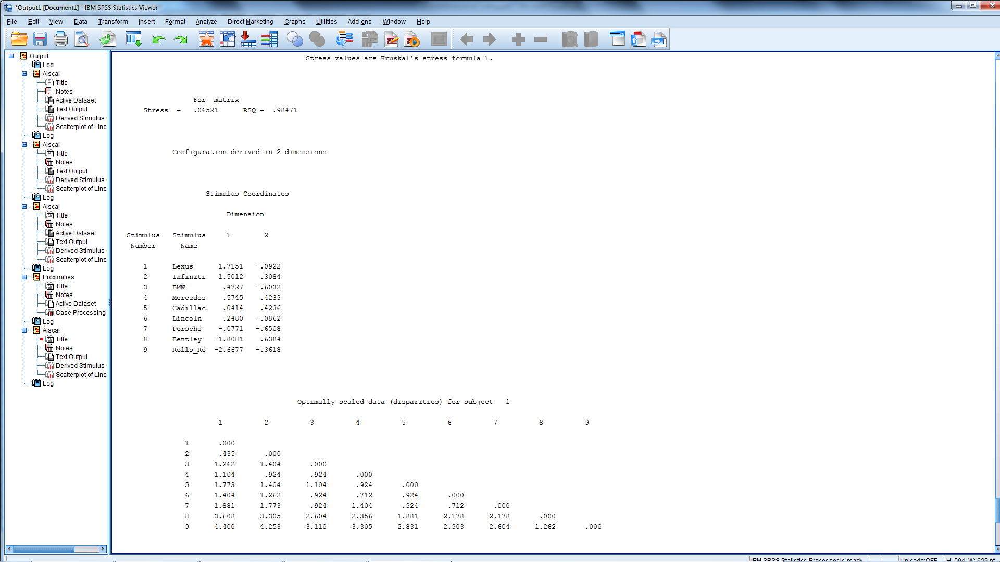 *Output1 [Document1] - IBM SPSS Statistics Viewer
File Edit View Data Transform Insert Format Analyze Direct Marketing Graphs Utilities Add-ons Window Help
Output
Log
Alscal
Title
Notes
Active Dataset
Text Output
Derived Stimulus
Scatterplot of Line
Log
Alscal
Title
Notes
Text Output
Derived Stimulus
Scatterplot of Line
Log
Alscal
Title
Notes
Active Dataset
Text Output
Derived Stimulus
Scatterplot of Line
Log
Proximities
Title
Notes
Active Dataset
Case Processing
Log
Alscal
Title
Notes
Text Output
Derived Stimulus
Scatterplot of Line
Log
Stress values are Kruskal's stress formula 1.
For matrix
Stress = .06521 RSQ = .98471
Configuration derived in 2 dimensions
Stimulus Coordinates
Dimension
Stimulus Stimulus 1 2
Number Name
1 Lexus 1.7151 -.0922
2 Infiniti 1.5012 .3084
3 BMW .4727 -.6032
4 Mercedes .5745 .4239
5 Cadillac .0414 .4236
6 Lincoln .2480 -.0862
7 Porsche -.0771 -.6508
8 Bentley -1.8081 .6384
9 Rolls_Ro -2.6677 -.3618
Optimally scaled data (disparities) for subject 1
1 2 3 4 5 6 7 8 9
1 .000
2 .435 .000
3 1.262 1.404 .000
4 1.104 .924 .924 .000
5 1.773 1.404 1.104 .924 .000
6 1.404 1.262 .924 .712 .924 .000
7 1.881 1.773 .924 1.404 .924 .712 .000
8 3.608 3.305 2.604 2.356 1.881 2.178 2.178 .000
9 4.400 4.253 3.110 3.305 2.831 2.903 2.604 1.262 .000
IBM SPSS Statistics Processor is ready Unicode:OFF H: 504, W: 629 pt